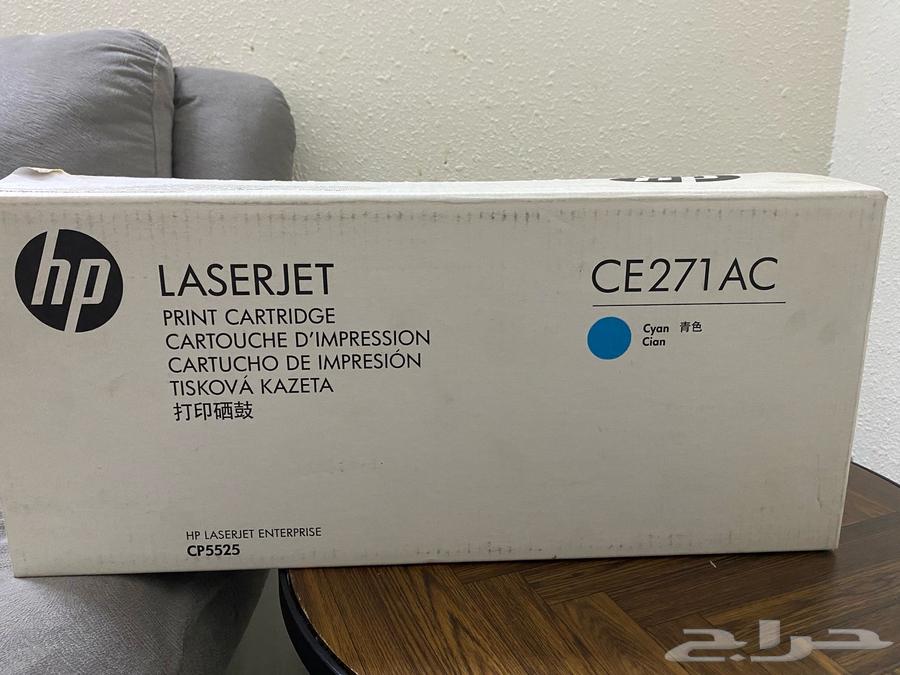 hp
LASERJET
PRINT CARTRIDGE
CARTOUCHE D'IMPRESSION
CARTUCHO DE IMPRESIÓN
TISKOVÁ KAZETA
打印硒鼓
HP LASERJET ENTERPRISE
CP5525
CE271AC
Cyan 青色
Cian
hp
حراج